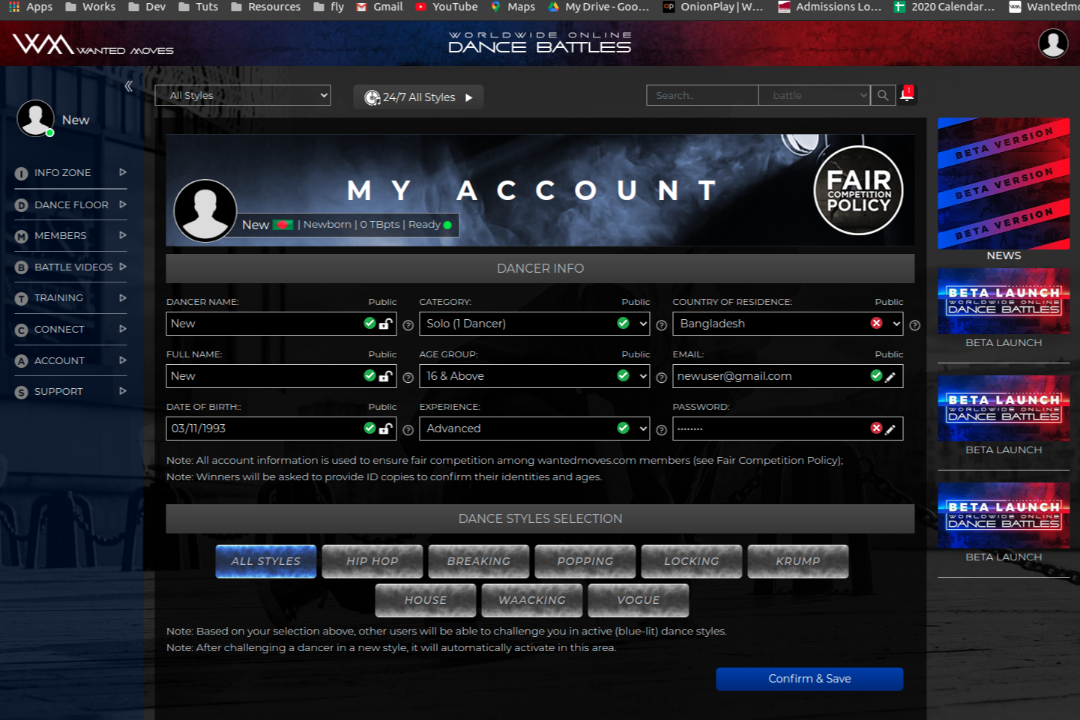 Apps Works Dev Tuts Resources fly Gmail YouTube Maps My Drive - Goo... OnionPlay | W... Admissions Lo... 2020 Calendar... Wantedmo
WM WANTED MOVES
WORLDWIDE ONLINE
DANCE BATTLES
All Styles
24/7 All Styles
Search..
battle
1
New
I INFO ZONE
D DANCE FLOOR
M MEMBERS
B BATTLE VIDEOS
T TRAINING
C CONNECT
A ACCOUNT
S SUPPORT
MY ACCOUNT
FAIR
COMPETITION
POLICY
New | Newborn | 0 TBpts | Ready
DANCER INFO
DANCER NAME: Public CATEGORY: Public COUNTRY OF RESIDENCE: Public
New Solo (1 Dancer) Bangladesh
FULL NAME: Public AGE GROUP: Public EMAIL: Public
New 16 & Above newuser@gmail.com
DATE OF BIRTH:: Public EXPERIENCE: Public PASSWORD:
03/11/1993 Advanced ········
Note: All account information is used to ensure fair competition among wantedmoves.com members (see Fair Competition Policy);
Note: Winners will be asked to provide ID copies to confirm their identities and ages.
DANCE STYLES SELECTION
ALL STYLES HIP HOP BREAKING POPPING LOCKING KRUMP
HOUSE WAACKING VOGUE
Note: Based on your selection above, other users will be able to challenge you in active (blue-lit) dance styles.
Note: After challenging a dancer in a new style, it will automatically activate in this area.
Confirm & Save
BETA VERSION
BETA VERSION
BETA VERSION
NEWS
BETA LAUNCH
WORLDWIDE ONLINE
DANCE BATTLES
BETA LAUNCH
BETA LAUNCH
WORLDWIDE ONLINE
DANCE BATTLES
BETA LAUNCH
BETA LAUNCH
WORLDWIDE ONLINE
DANCE BATTLES
BETA LAUNCH